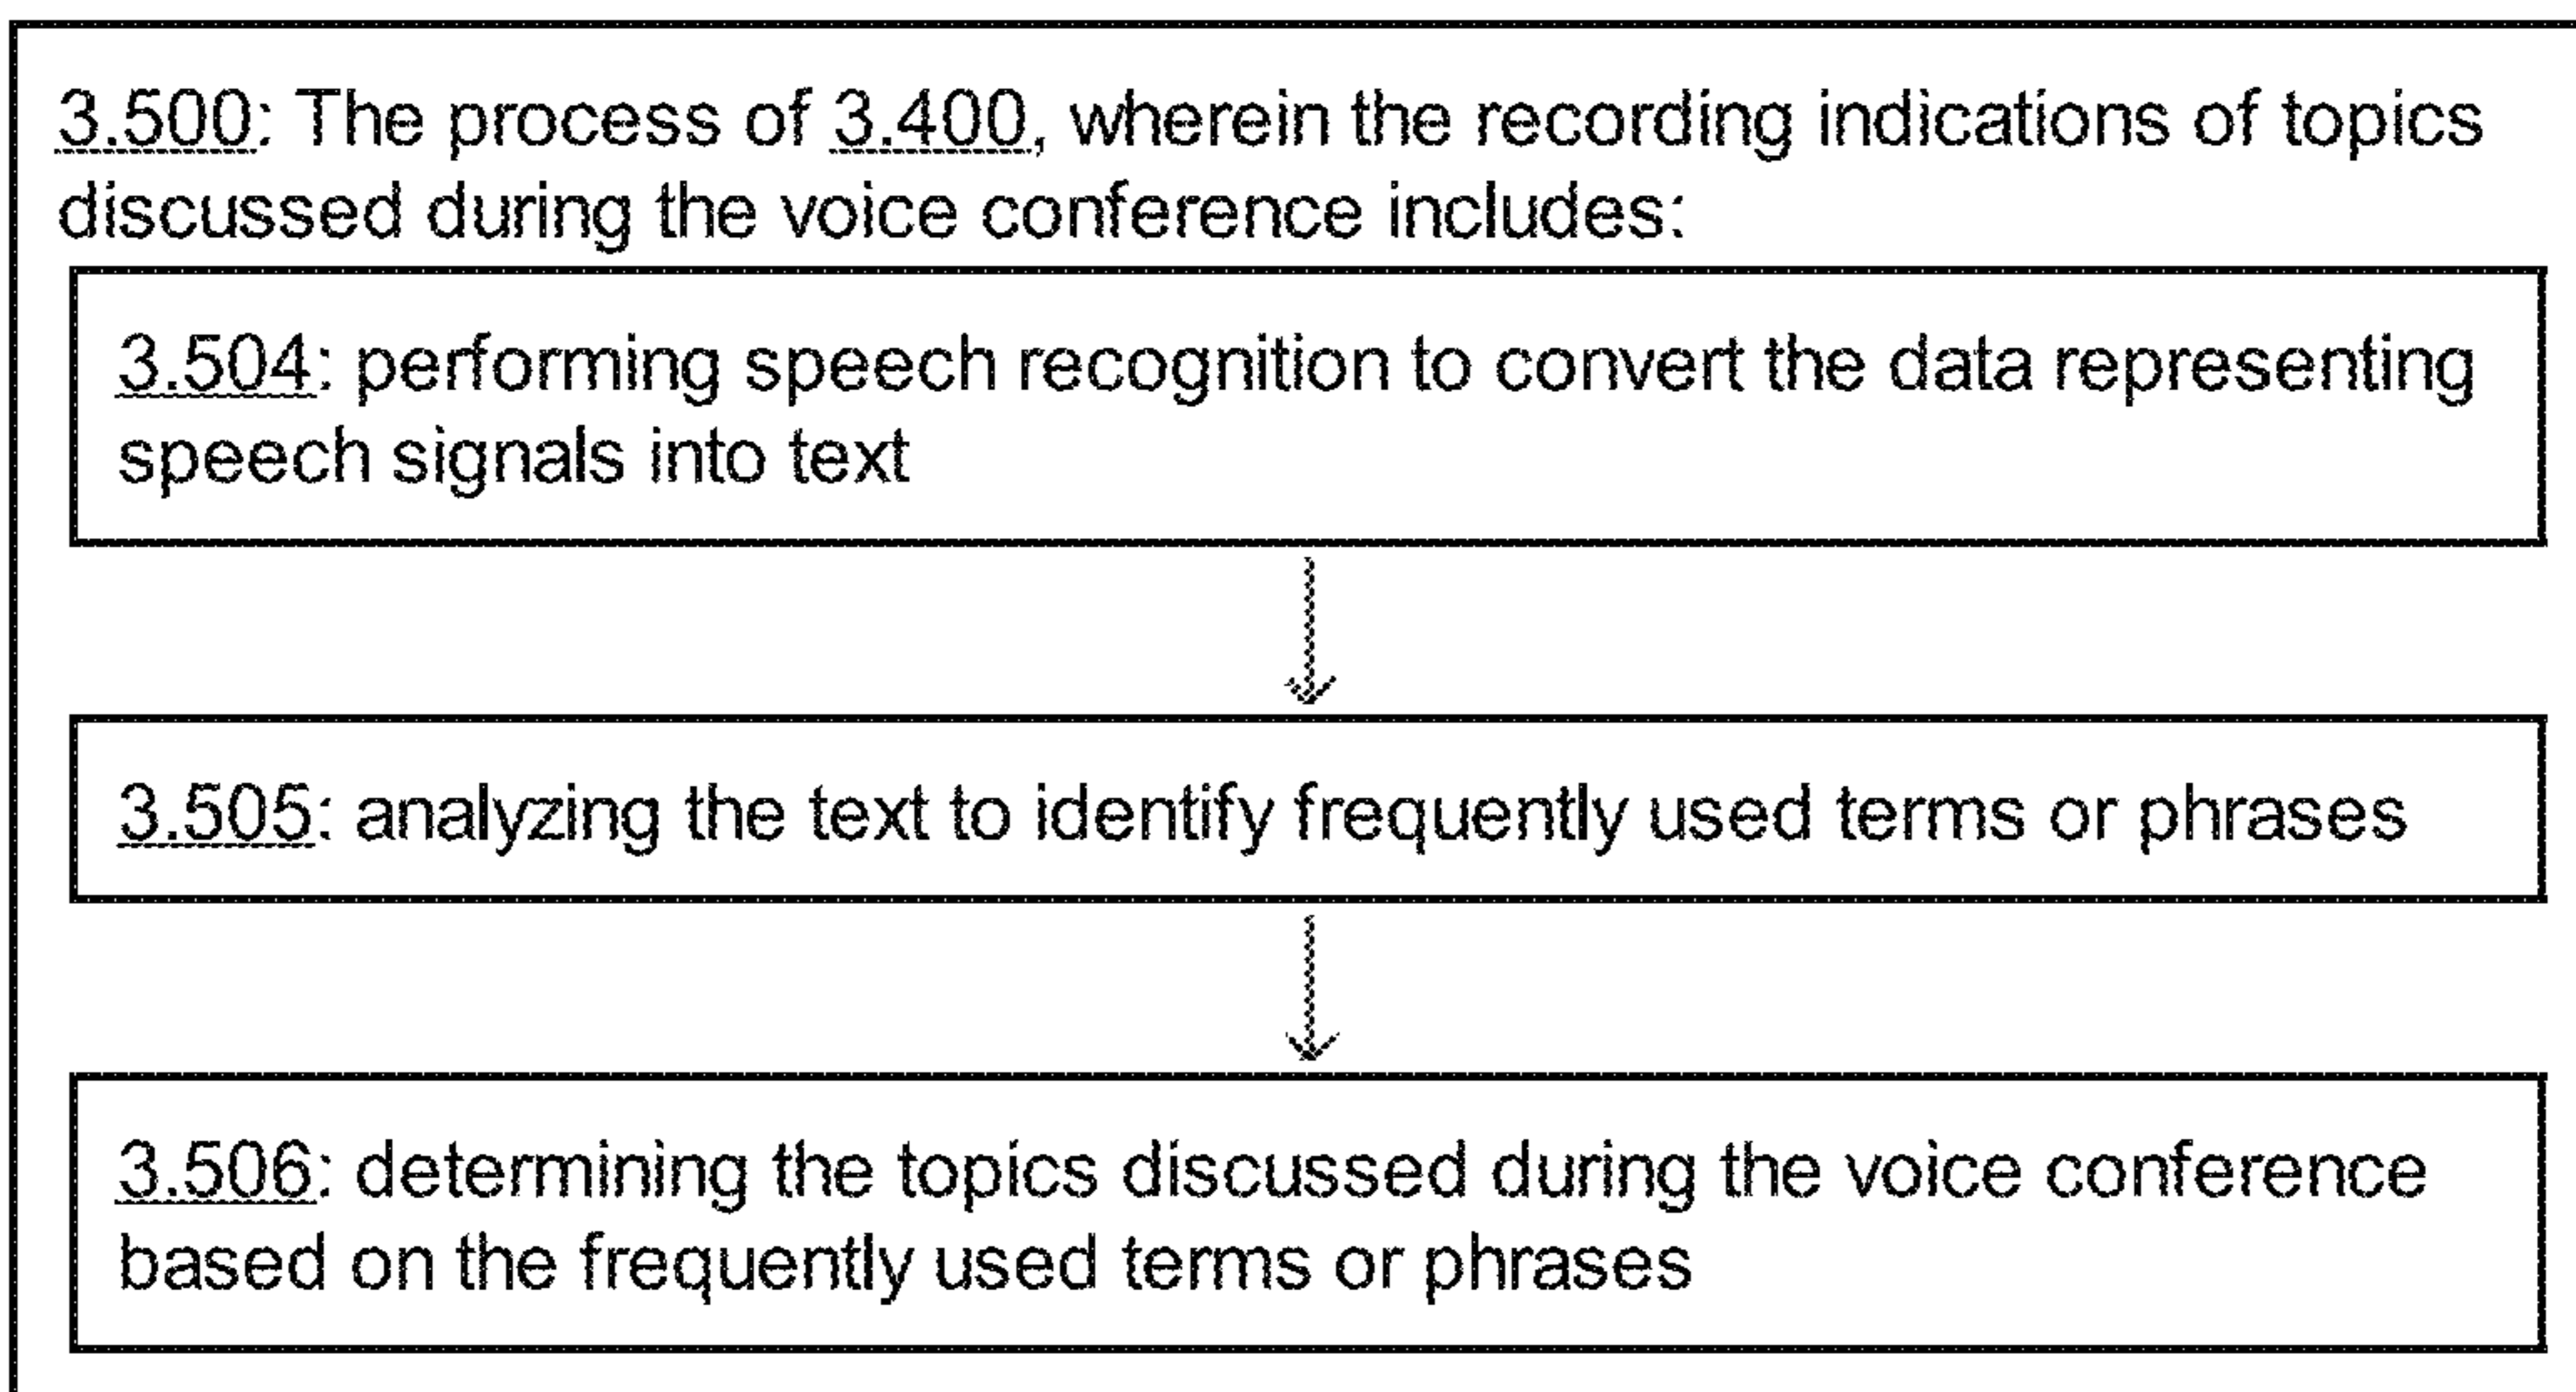 3.500: The process of 3.400, wherein the recording indications of topics
discussed during the voice conference includes:
3.504: performing speech recognition to convert the data representing
speech signals into text
3.505: analyzing the text to identify frequently used terms or phrases
3.506: determining the topics discussed during the voice conference
based on the frequently used terms or phrases